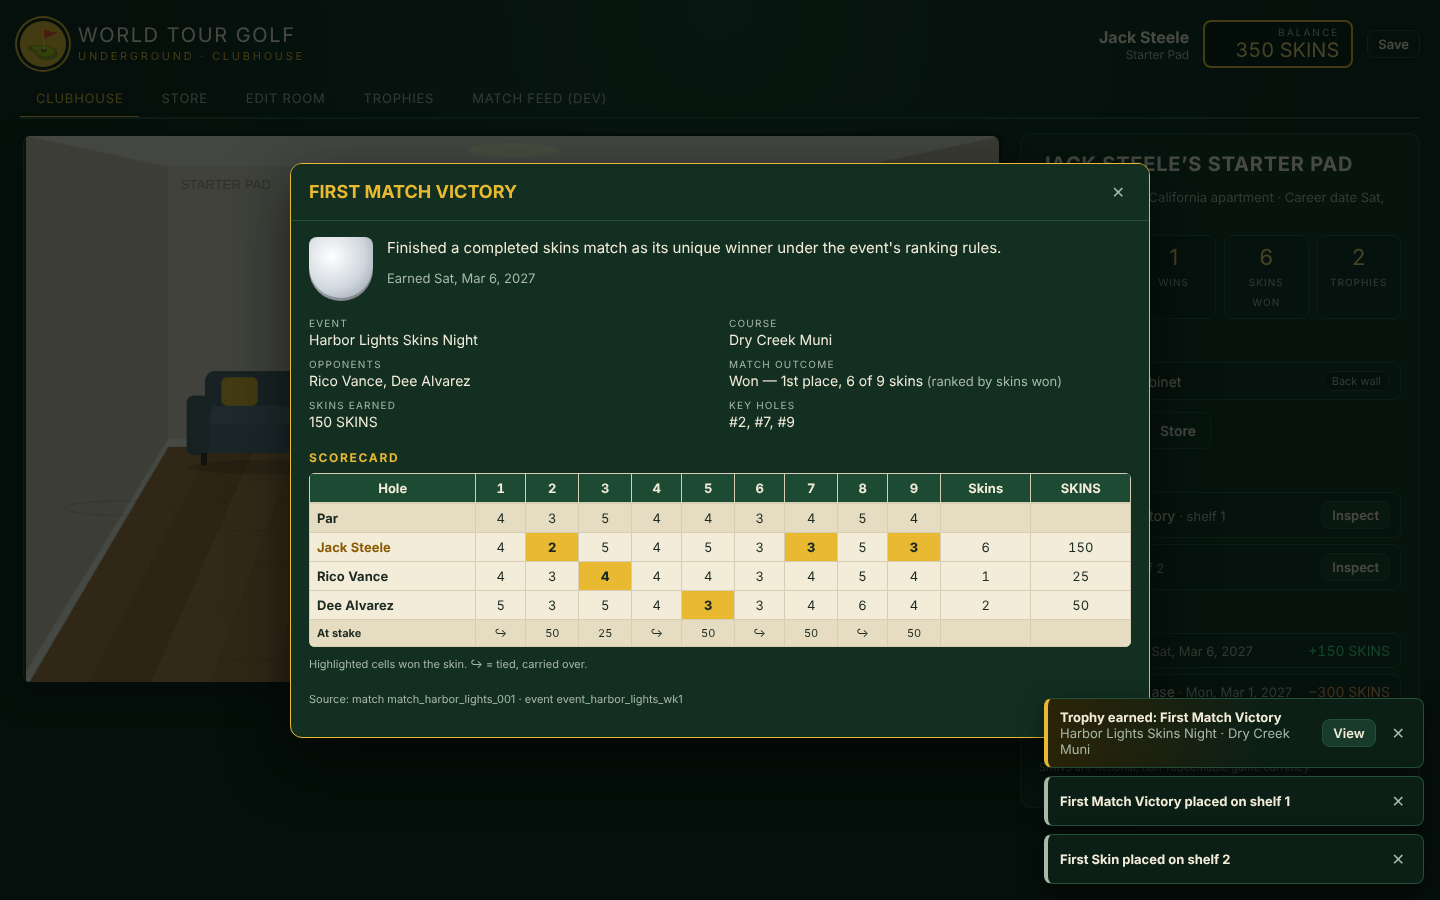 WORLD TOUR GOLF
UNDERGROUND · CLUBHOUSE
Jack Steele
Starter Pad
BALANCE
350 SKINS
Save
CLUBHOUSE
STORE
EDIT ROOM
TROPHIES
MATCH FEED (DEV)
STARTER PAD
JACK STEELE'S STARTER PAD
California apartment · Career date Sat,
1
WINS
6
SKINS
WON
2
TROPHIES
Back wall
Store
· shelf 1
Inspect
Inspect
Sat, Mar 6, 2027
+150 SKINS
· Mon, Mar 1, 2027
−300 SKINS
FIRST MATCH VICTORY
✕
Finished a completed skins match as its unique winner under the event's ranking rules.
Earned Sat, Mar 6, 2027
EVENT
Harbor Lights Skins Night
COURSE
Dry Creek Muni
OPPONENTS
Rico Vance, Dee Alvarez
MATCH OUTCOME
Won — 1st place, 6 of 9 skins (ranked by skins won)
SKINS EARNED
150 SKINS
KEY HOLES
#2, #7, #9
SCORECARD
Hole 1 2 3 4 5 6 7 8 9 Skins SKINS
Par 4 3 5 4 4 3 4 5 4
Jack Steele 4 2 5 4 5 3 3 5 3 6 150
Rico Vance 4 3 4 4 4 3 4 5 4 1 25
Dee Alvarez 5 3 5 4 3 3 4 6 4 2 50
At stake ↪ 50 25 ↪ 50 ↪ 50 ↪ 50
Highlighted cells won the skin. ↪ = tied, carried over.
Source: match match_harbor_lights_001 · event event_harbor_lights_wk1
Trophy earned: First Match Victory
Harbor Lights Skins Night · Dry Creek
Muni
View
✕
First Match Victory placed on shelf 1
✕
First Skin placed on shelf 2
✕